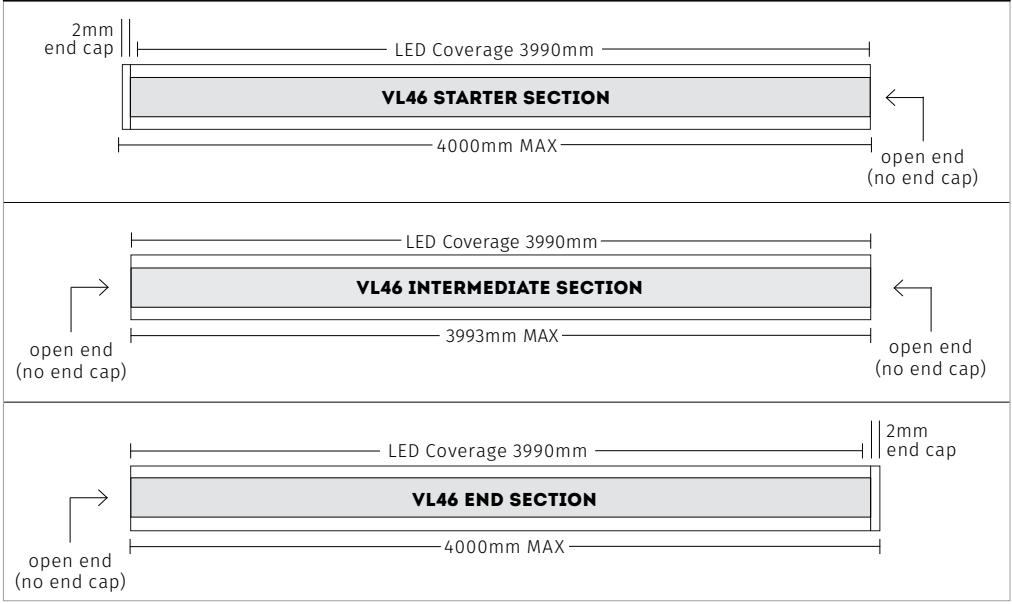 2mm
end cap
LED Coverage 3990mm
VL46 STARTER SECTION
4000mm MAX
open end
(no end cap)
LED Coverage 3990mm
VL46 INTERMEDIATE SECTION
3993mm MAX
open end
(no end cap)
open end
(no end cap)
LED Coverage 3990mm
2mm
end cap
VL46 END SECTION
4000mm MAX
open end
(no end cap)